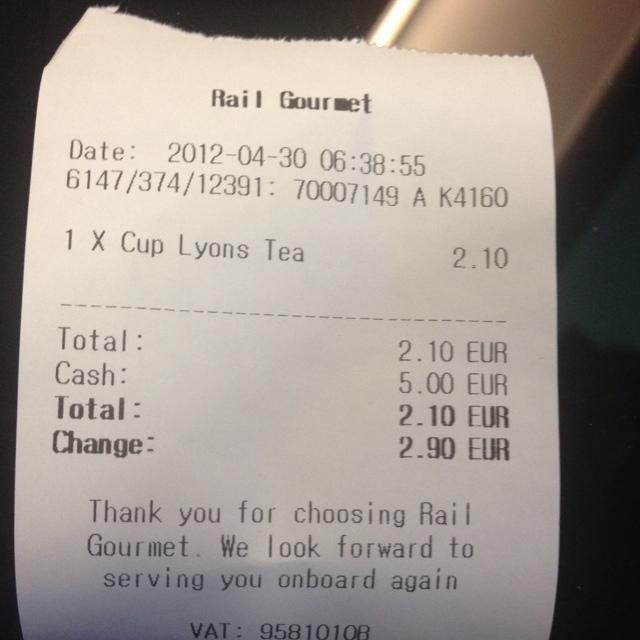 Rail Gourmet
Date: 2012-04-30 06:38:55
6147/374/12391: 70007149 A K4160
1 X Cup Lyons Tea 2.10
Total: 2.10 EUR
Cash: 5.00 EUR
Total: 2.10 EUR
Change: 2.90 EUR
Thank you for choosing Rail
Gourmet. We look forward to
serving you onboard again
VAT: 9581010B